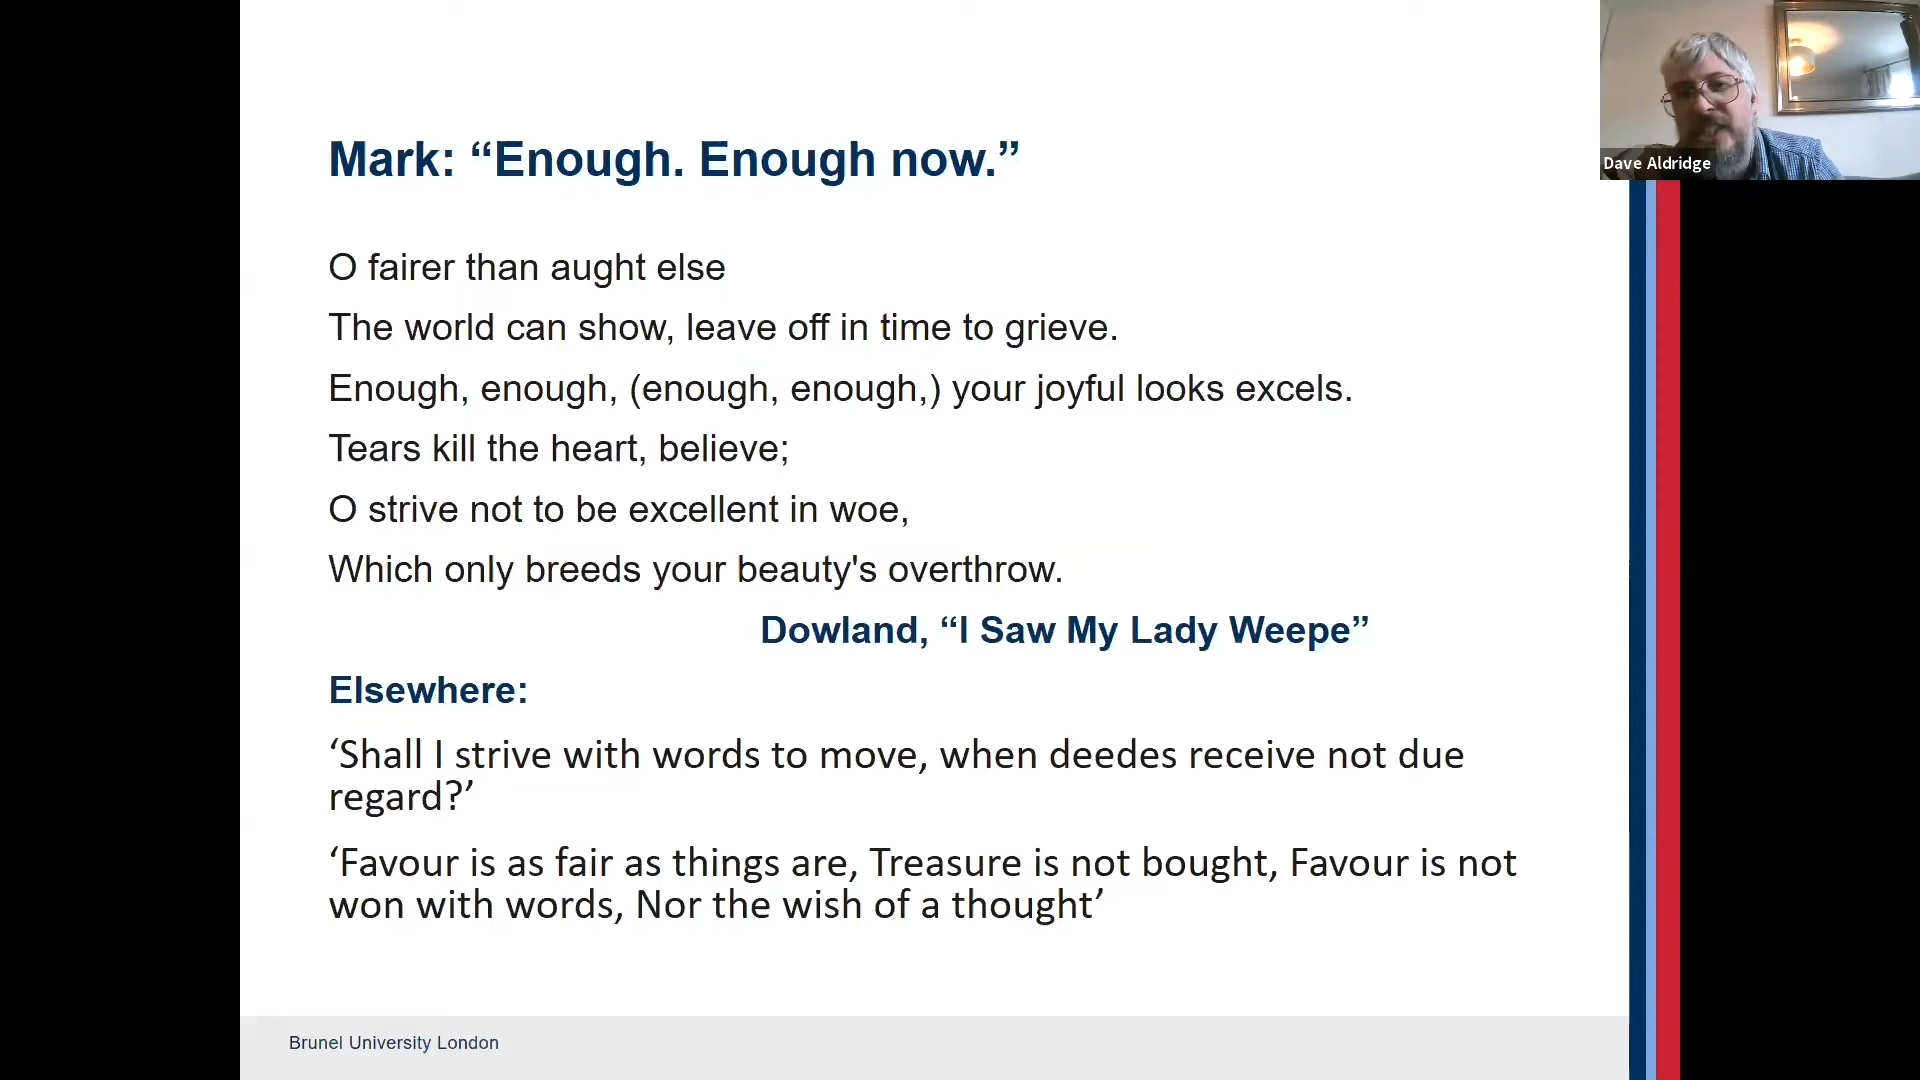 Mark: “Enough. Enough now.”
Dave Aldridge
O fairer than aught else
The world can show, leave off in time to grieve.
Enough, enough, (enough, enough,) your joyful looks excels.
Tears kill the heart, believe;
O strive not to be excellent in woe,
Which only breeds your beauty's overthrow.
Dowland, “I Saw My Lady Weepe”
Elsewhere:
‘Shall I strive with words to move, when deedes receive not due
regard?’
‘Favour is as fair as things are, Treasure is not bought, Favour is not
won with words, Nor the wish of a thought’
Brunel University London